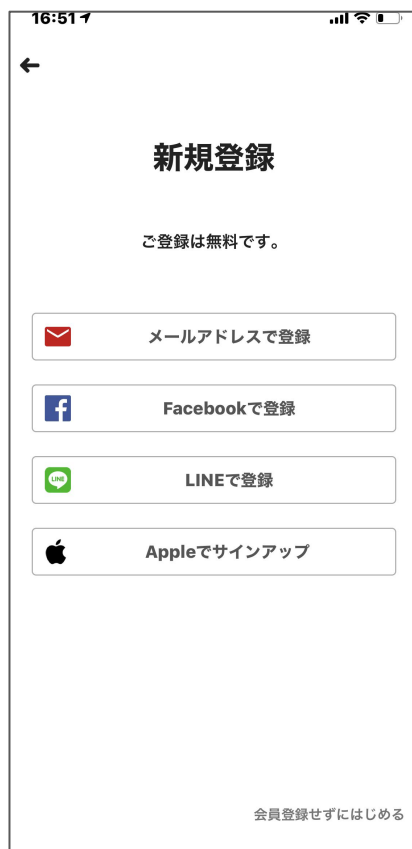 16:51
新規登録
ご登録は無料です。
メールアドレスで登録
Facebookで登録
LINE
LINEで登録
Appleでサインアップ
会員登録せずにはじめる